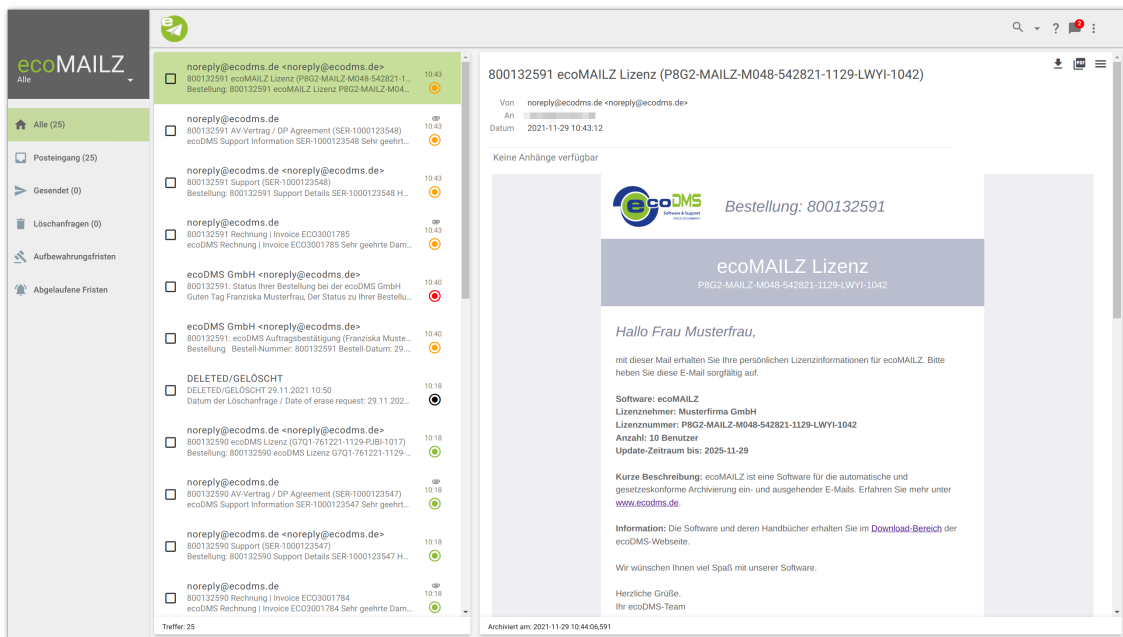 ecoMAILZ
Alle
Alle (25)
Posteingang (25)
Gesendet (0)
Löschanfragen (0)
Aufbewahrungsfristen
Abgelaufene Fristen
e
2
noreply@ecodms.de <noreply@ecodms.de>
800132591 ecoMAILZ Lizenz (P8G2-MAILZ-M048-542821-1...
10:43
Bestellung: 800132591 ecoMAILZ Lizenz P8G2-MAILZ-M04...
noreply@ecodms.de
800132591 AV-Vertrag / DP Agreement (SER-1000123548)
10:43
ecoDMS Support Information SER-1000123548 Sehr geehrt...
noreply@ecodms.de <noreply@ecodms.de>
800132591 Support (SER-1000123548)
10:43
Bestellung: 800132591 Support Details SER-1000123548 H...
noreply@ecodms.de
800132591 Rechnung | Invoice ECO3001785
10:43
ecoDMS Rechnung | Invoice ECO3001785 Sehr geehrte Dam...
ecoDMS GmbH <noreply@ecodms.de>
800132591: Status Ihrer Bestellung bei der ecoDMS GmbH
10:40
Guten Tag Franziska Musterfrau, Der Status zu Ihrer Bestellu...
ecoDMS GmbH <noreply@ecodms.de>
800132591: ecoDMS Auftragsbestätigung (Franziska Muste...
10:40
Bestellung Bestell-Nummer: 800132591 Bestell-Datum: 29...
DELETED/GELÖSCHT
DELETED/GELÖSCHT 29.11.2021 10:50
10:18
Datum der Löschanfrage / Date of erase request: 29.11.202...
noreply@ecodms.de <noreply@ecodms.de>
800132590 ecoDMS Lizenz (G7Q1-761221-1129-PJBI-1017)
10:18
Bestellung: 800132590 ecoDMS Lizenz G7Q1-761221-1129-...
noreply@ecodms.de
800132590 AV-Vertrag / DP Agreement (SER-1000123547)
10:18
ecoDMS Support Information SER-1000123547 Sehr geehrt...
noreply@ecodms.de <noreply@ecodms.de>
800132590 Support (SER-1000123547)
10:18
Bestellung: 800132590 Support Details SER-1000123547 H...
noreply@ecodms.de
800132590 Rechnung | Invoice ECO3001784
10:18
ecoDMS Rechnung | Invoice ECO3001784 Sehr geehrte Dam...
Treffer: 25
800132591 ecoMAILZ Lizenz (P8G2-MAILZ-M048-542821-1129-LWYI-1042)
PDF
Von noreply@ecodms.de <noreply@ecodms.de>
An
Datum 2021-11-29 10:43:12
Keine Anhänge verfügbar
ecoDMS
Software & Support
Bestellung: 800132591
ecoMAILZ Lizenz
P8G2-MAILZ-M048-542821-1129-LWYI-1042
Hallo Frau Musterfrau,
mit dieser Mail erhalten Sie Ihre persönlichen Lizenzinformationen für ecoMAILZ. Bitte
heben Sie diese E-Mail sorgfältig auf.
Software: ecoMAILZ
Lizenznehmer: Musterfirma GmbH
Lizenznummer: P8G2-MAILZ-M048-542821-1129-LWYI-1042
Anzahl: 10 Benutzer
Update-Zeitraum bis: 2025-11-29
Kurze Beschreibung: ecoMAILZ ist eine Software für die automatische und
gesetzeskonforme Archivierung ein- und ausgehender E-Mails. Erfahren Sie mehr unter
www.ecodms.de.
Information: Die Software und deren Handbücher erhalten Sie im Download-Bereich der
ecoDMS-Webseite.
Wir wünschen Ihnen viel Spaß mit unserer Software.
Herzliche Grüße.
Ihr ecoDMS-Team
Archiviert am: 2021-11-29 10:44:06,591